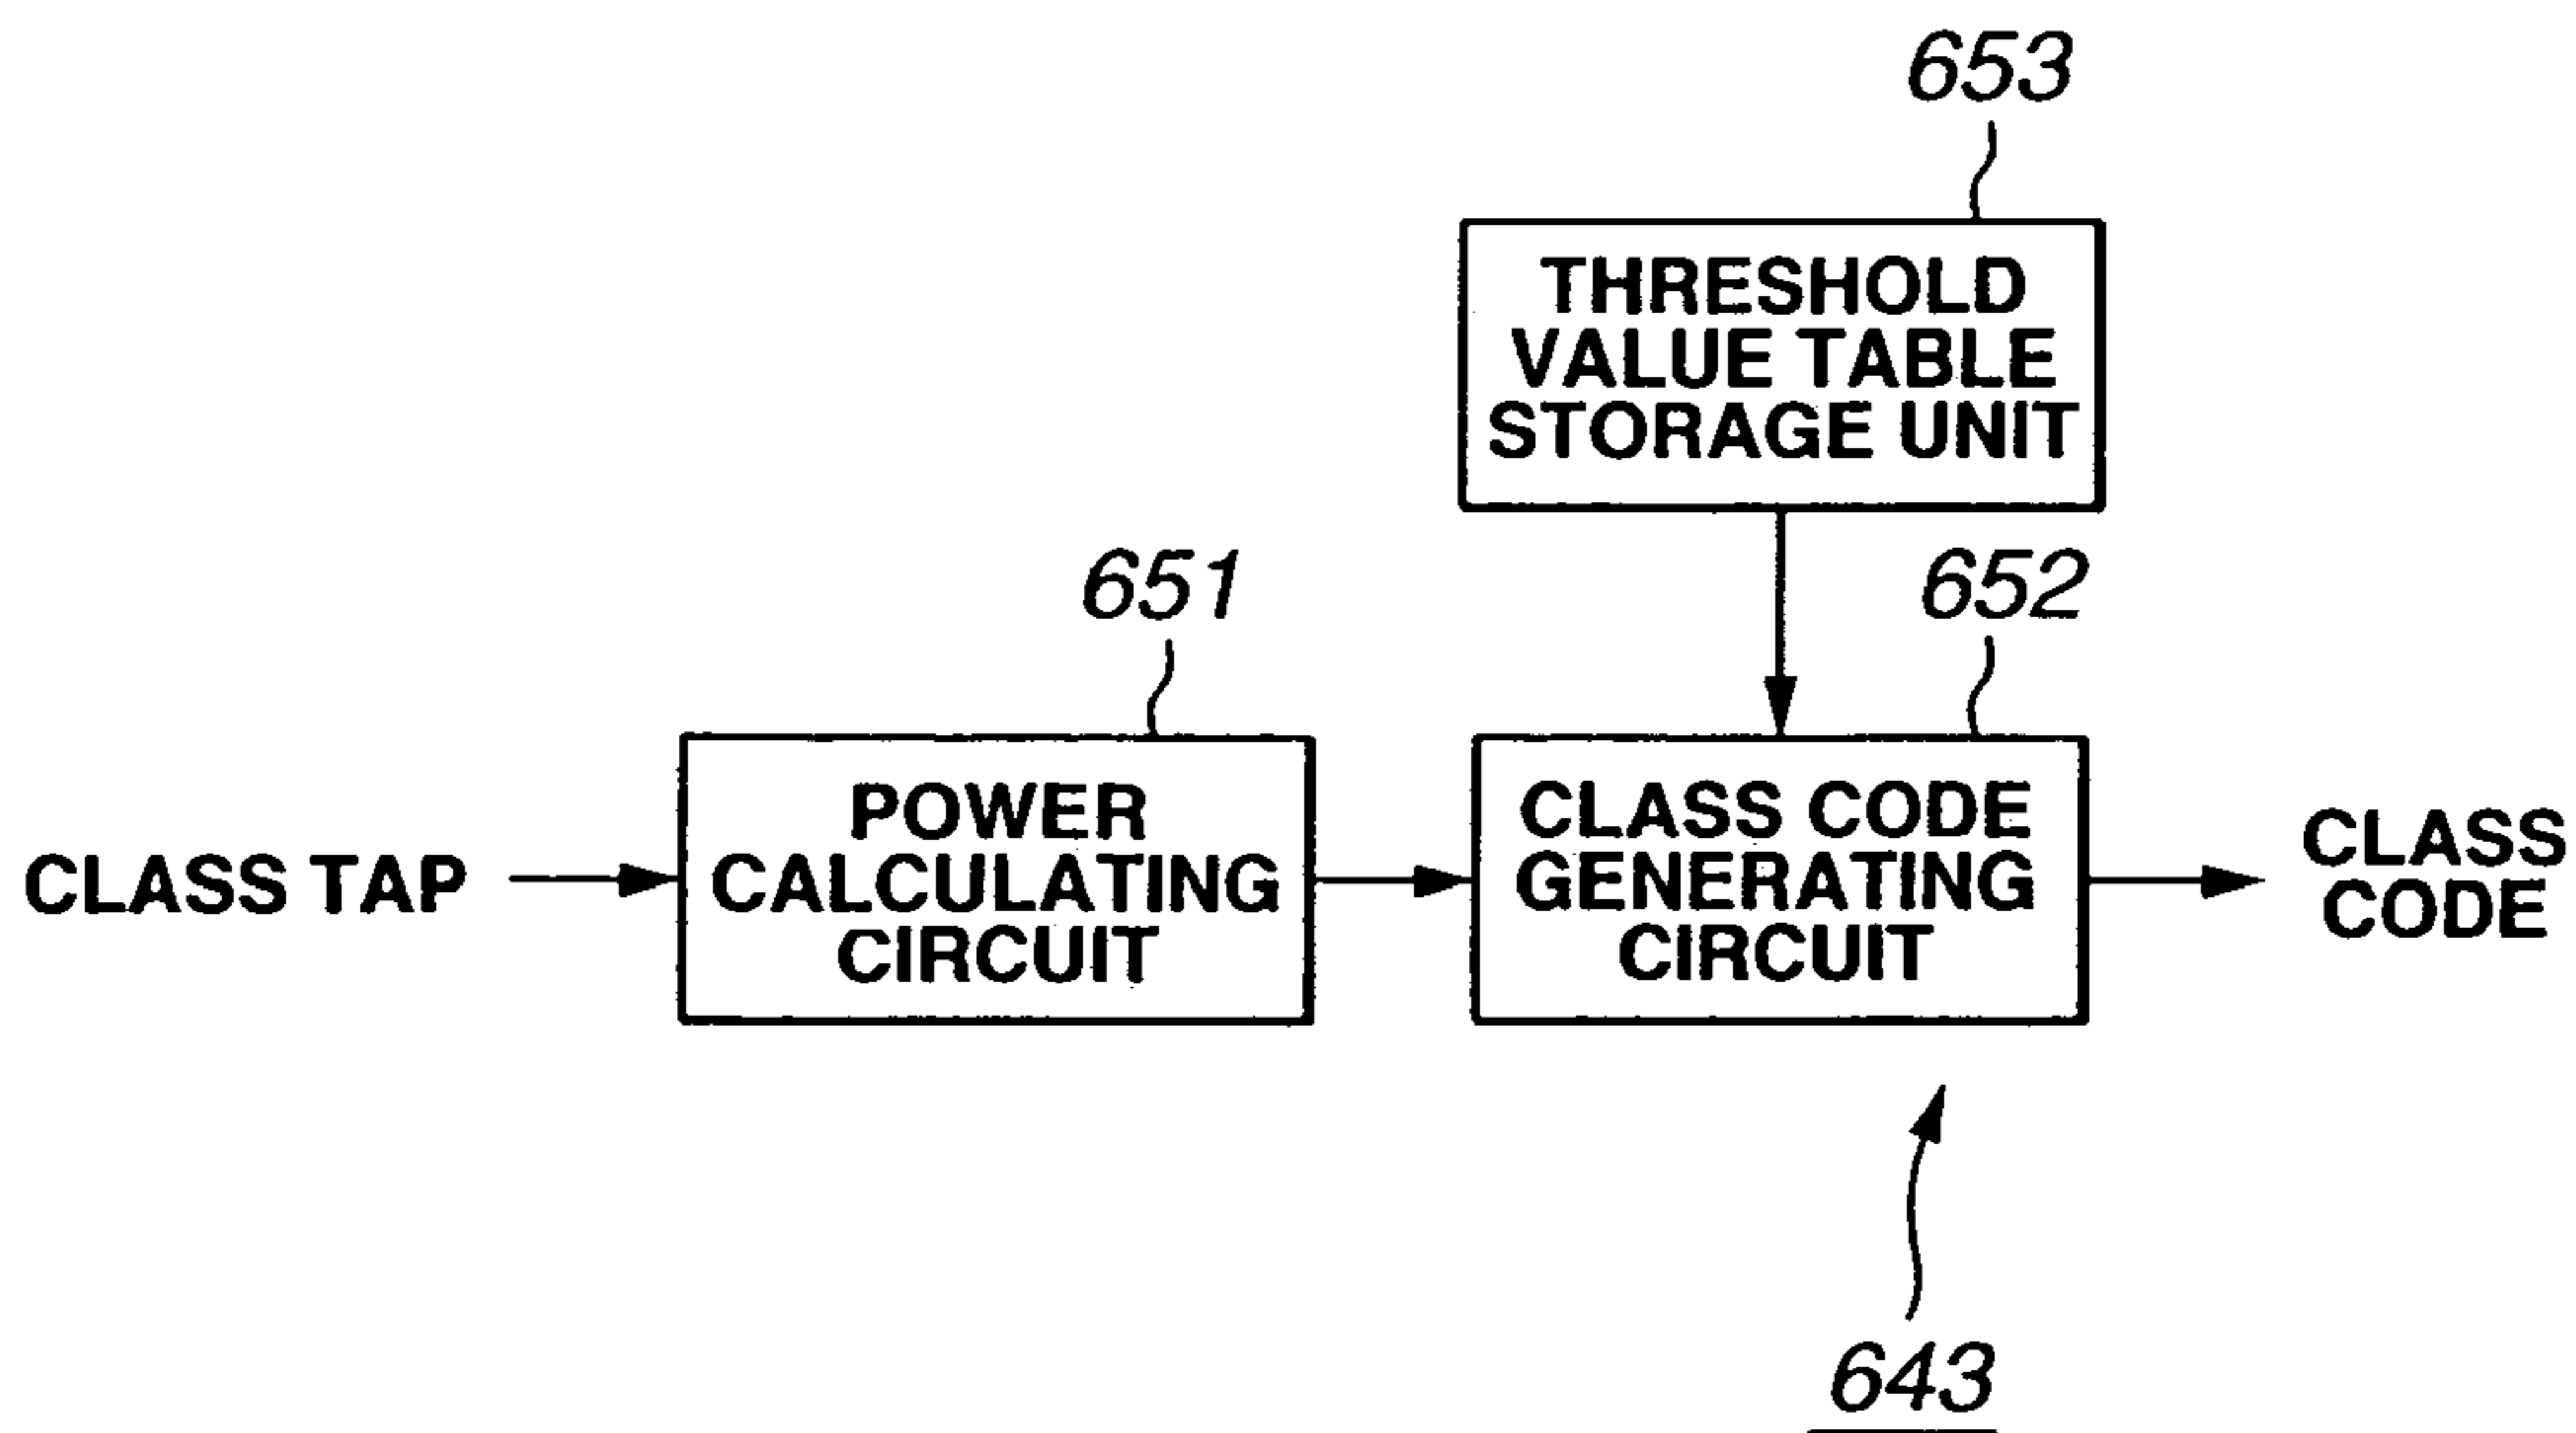 653
THRESHOLD
VALUE TABLE
STORAGE UNIT
651
652
CLASS TAP
POWER
CALCULATING
CIRCUIT
CLASS CODE
GENERATING
CIRCUIT
CLASS
CODE
643